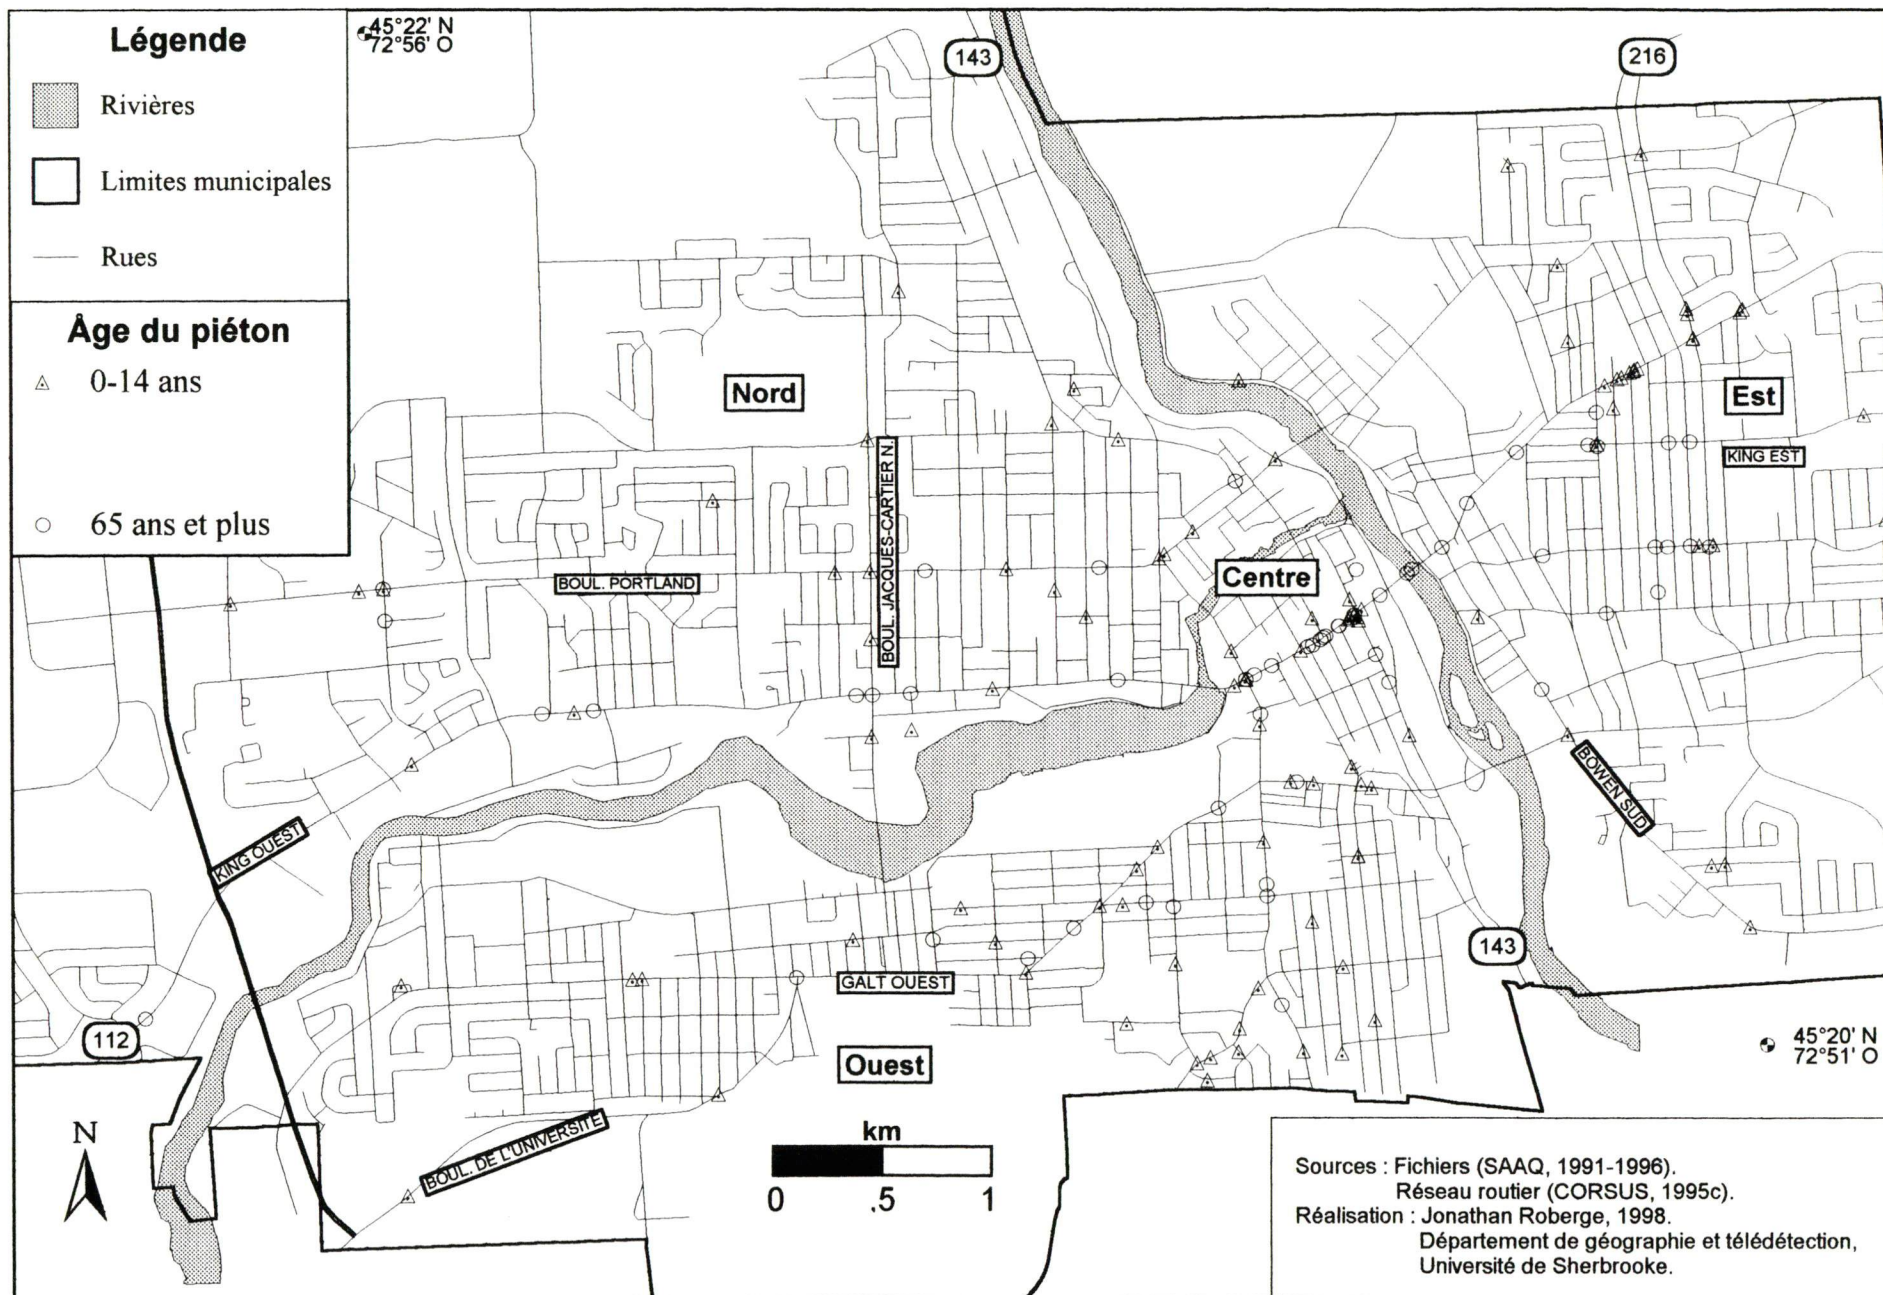 Légende
Rivières
Limites municipales
Rues
Âge du piéton
0-14 ans
65 ans et plus
45°22' N
72°56' O
143
216
Nord
Est
KING EST
BOUL. JACQUES-CARTIER N.
BOUL. PORTLAND
Centre
KING OUEST
BOWEN SUD
143
GALT OUEST
112
Ouest
45°20' N
72°51' O
N
BOUL. DE L'UNIVERSITÉ
km
0 .5 1
Sources : Fichiers (SAAQ, 1991-1996).
Réseau routier (CORSUS, 1995c).
Réalisation : Jonathan Roberge, 1998.
Département de géographie et télédétection,
Université de Sherbrooke.